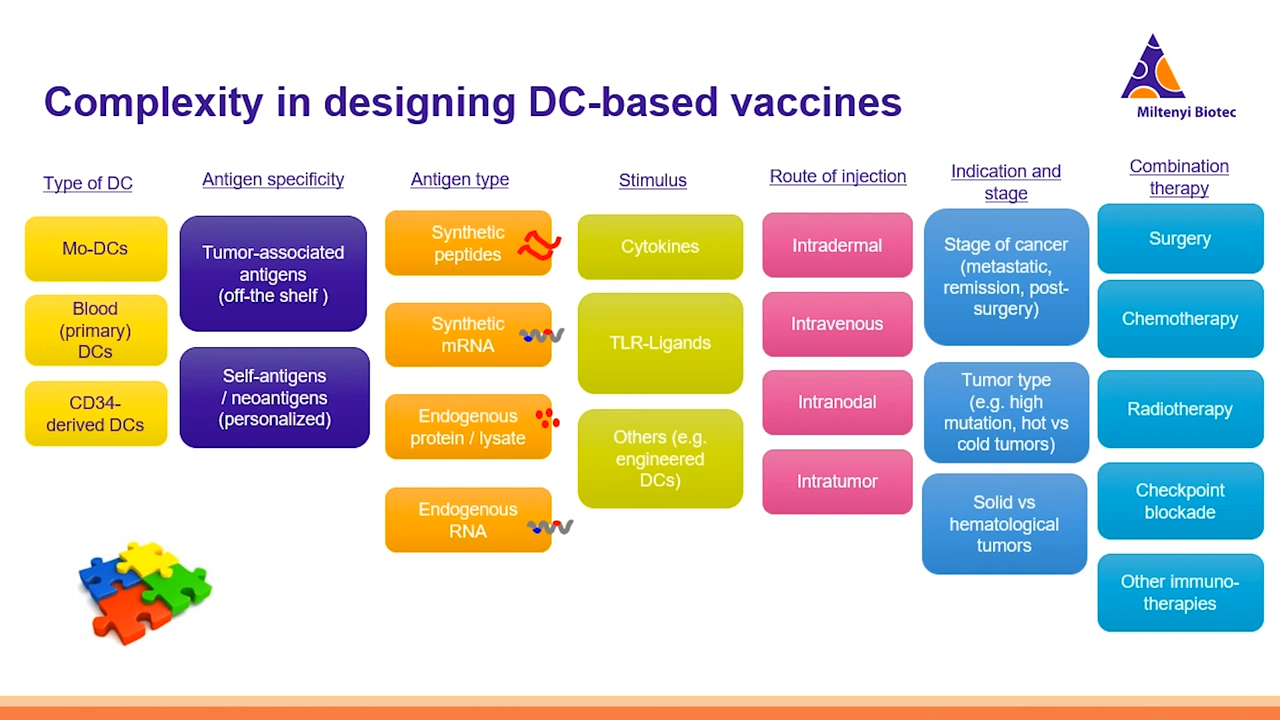 Miltenyi Biotec
Complexity in designing DC-based vaccines
Type of DC
Mo-DCs
Blood
(primary)
DCs
CD34-
derived DCs
Antigen specificity
Tumor-associated
antigens
(off-the shelf )
Self-antigens
/ neoantigens
(personalized)
Antigen type
Synthetic
peptides
Synthetic
mRNA
Endogenous
protein / lysate
Endogenous
RNA
Stimulus
Cytokines
TLR-Ligands
Others (e.g.
engineered
DCs)
Route of injection
Intradermal
Intravenous
Intranodal
Intratumor
Indication and
stage
Stage of cancer
(metastatic,
remission, post-
surgery)
Tumor type
(e.g. high
mutation, hot vs
cold tumors)
Solid vs
hematological
tumors
Combination
therapy
Surgery
Chemotherapy
Radiotherapy
Checkpoint
blockade
Other immuno-
therapies